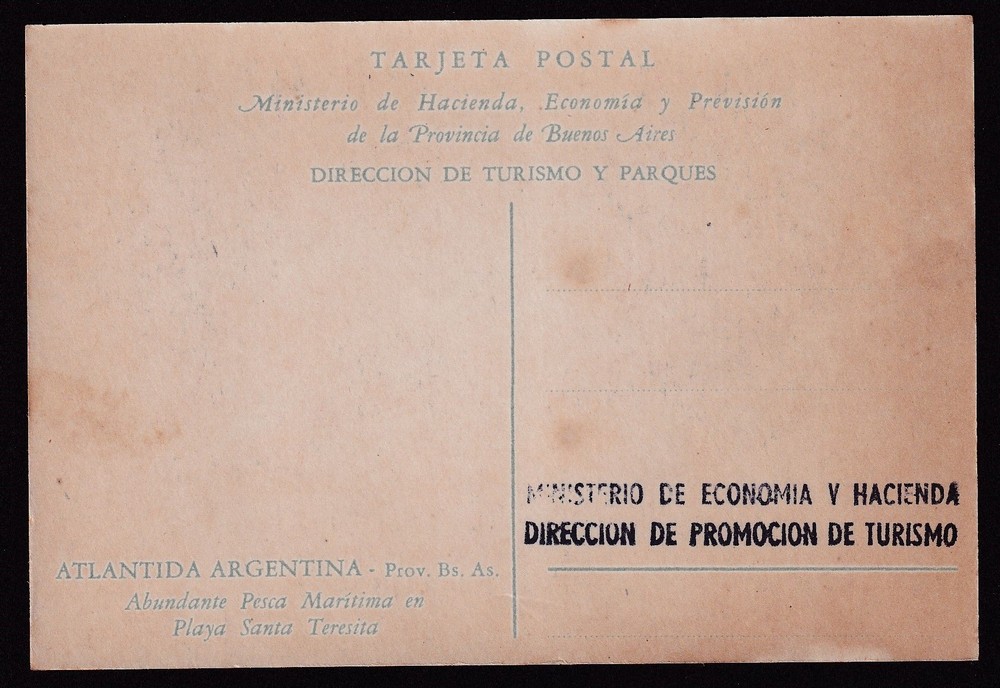 TARJETA POSTAL
Ministerio de Hacienda, Economía y Previsión
de la Provincia de Buenos Aires
DIRECCION DE TURISMO Y PARQUES
MINISTERIO DE ECONOMIA Y HACIENDA
DIRECCION DE PROMOCION DE TURISMO
ATLANTIDA ARGENTINA - Prov. Bs. As.
Abundante Pesca Marítima en
Playa Santa Teresita